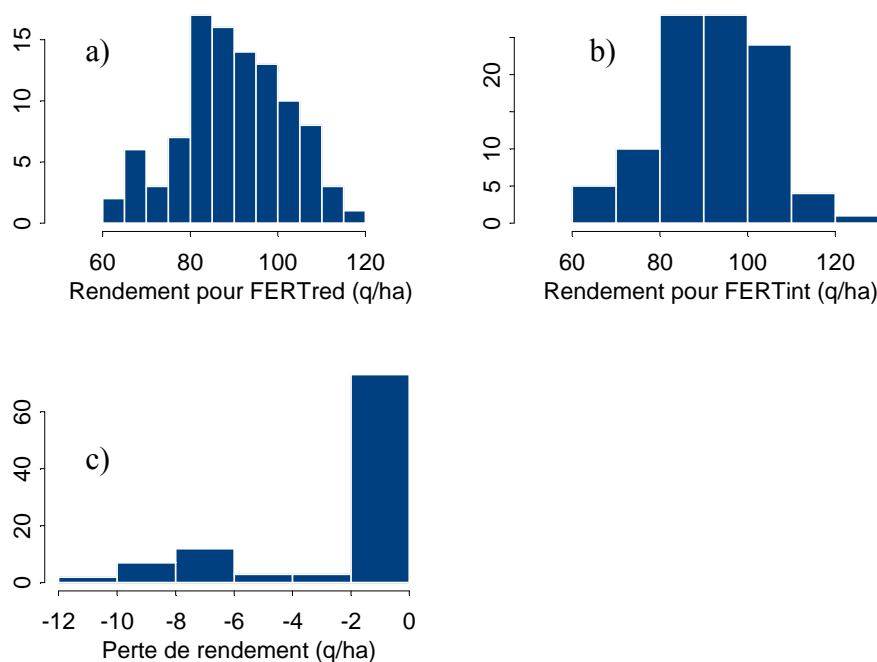 a)
15
10
5
0
60 80 100 120
Rendement pour FERTred (q/ha)
b)
20
10
5
0
60 80 100 120
Rendement pour FERTint (q/ha)
c)
60
40
20
0
-12 -10 -8 -6 -4 -2 0
Perte de rendement (q/ha)